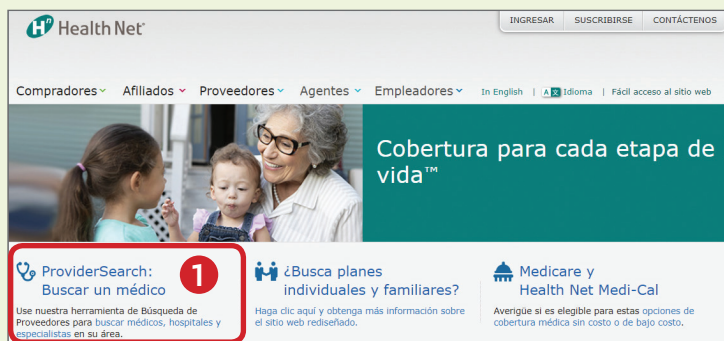 Health Net®
INGRESAR SUSCRIBIRSE CONTÁCTENOS
Compradores Afiliados Proveedores Agentes Empleadores In English | Idioma | Fácil acceso al sitio web
Cobertura para cada etapa de
vida™
ProviderSearch:
Buscar un médico
1
Use nuestra herramienta de Búsqueda de
Proveedores para buscar médicos, hospitales y
especialistas en su área.
¿Busca planes
individuales y familiares?
Haga clic aquí y obtenga más información sobre
el sitio web rediseñado.
Medicare y
Health Net Medi-Cal
Averigüe si es elegible para estas opciones de
cobertura médica sin costo o de bajo costo.